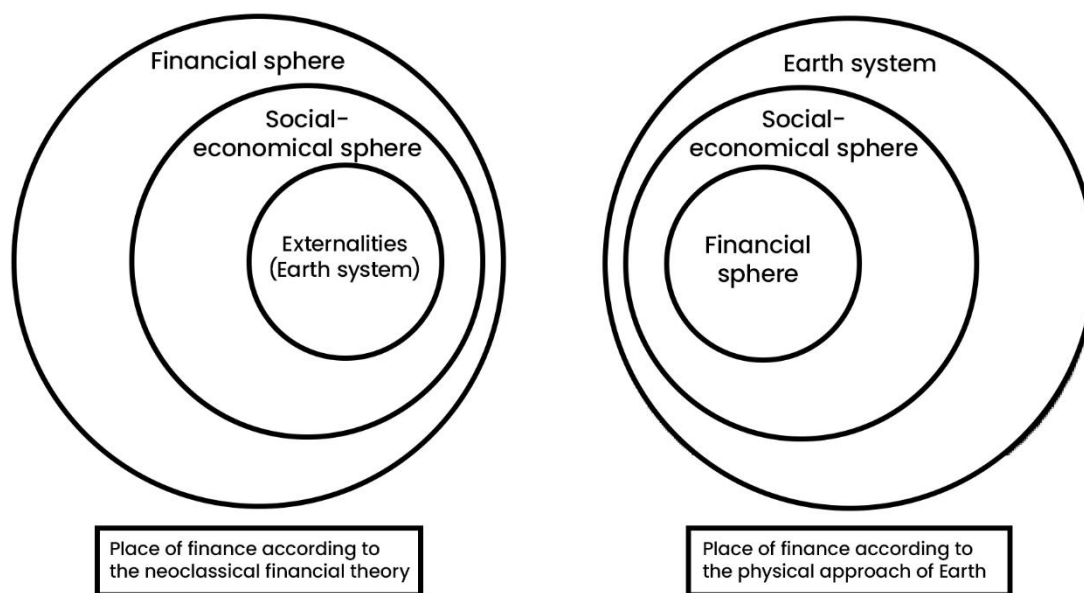 Financial sphere
Social-
economical sphere
Externalities
(Earth system)
Place of finance according to
the neoclassical financial theory
Earth system
Social-
economical sphere
Financial
sphere
Place of finance according to
the physical approach of Earth